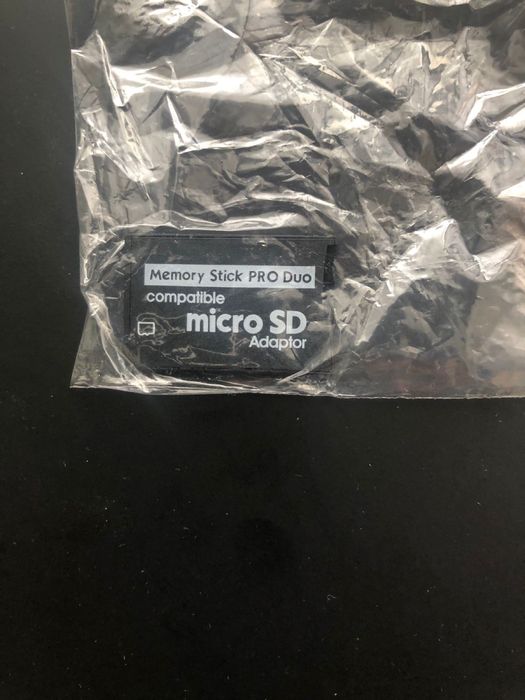 Memory Stick PRO Duo
compatible
micro SD
Adaptor